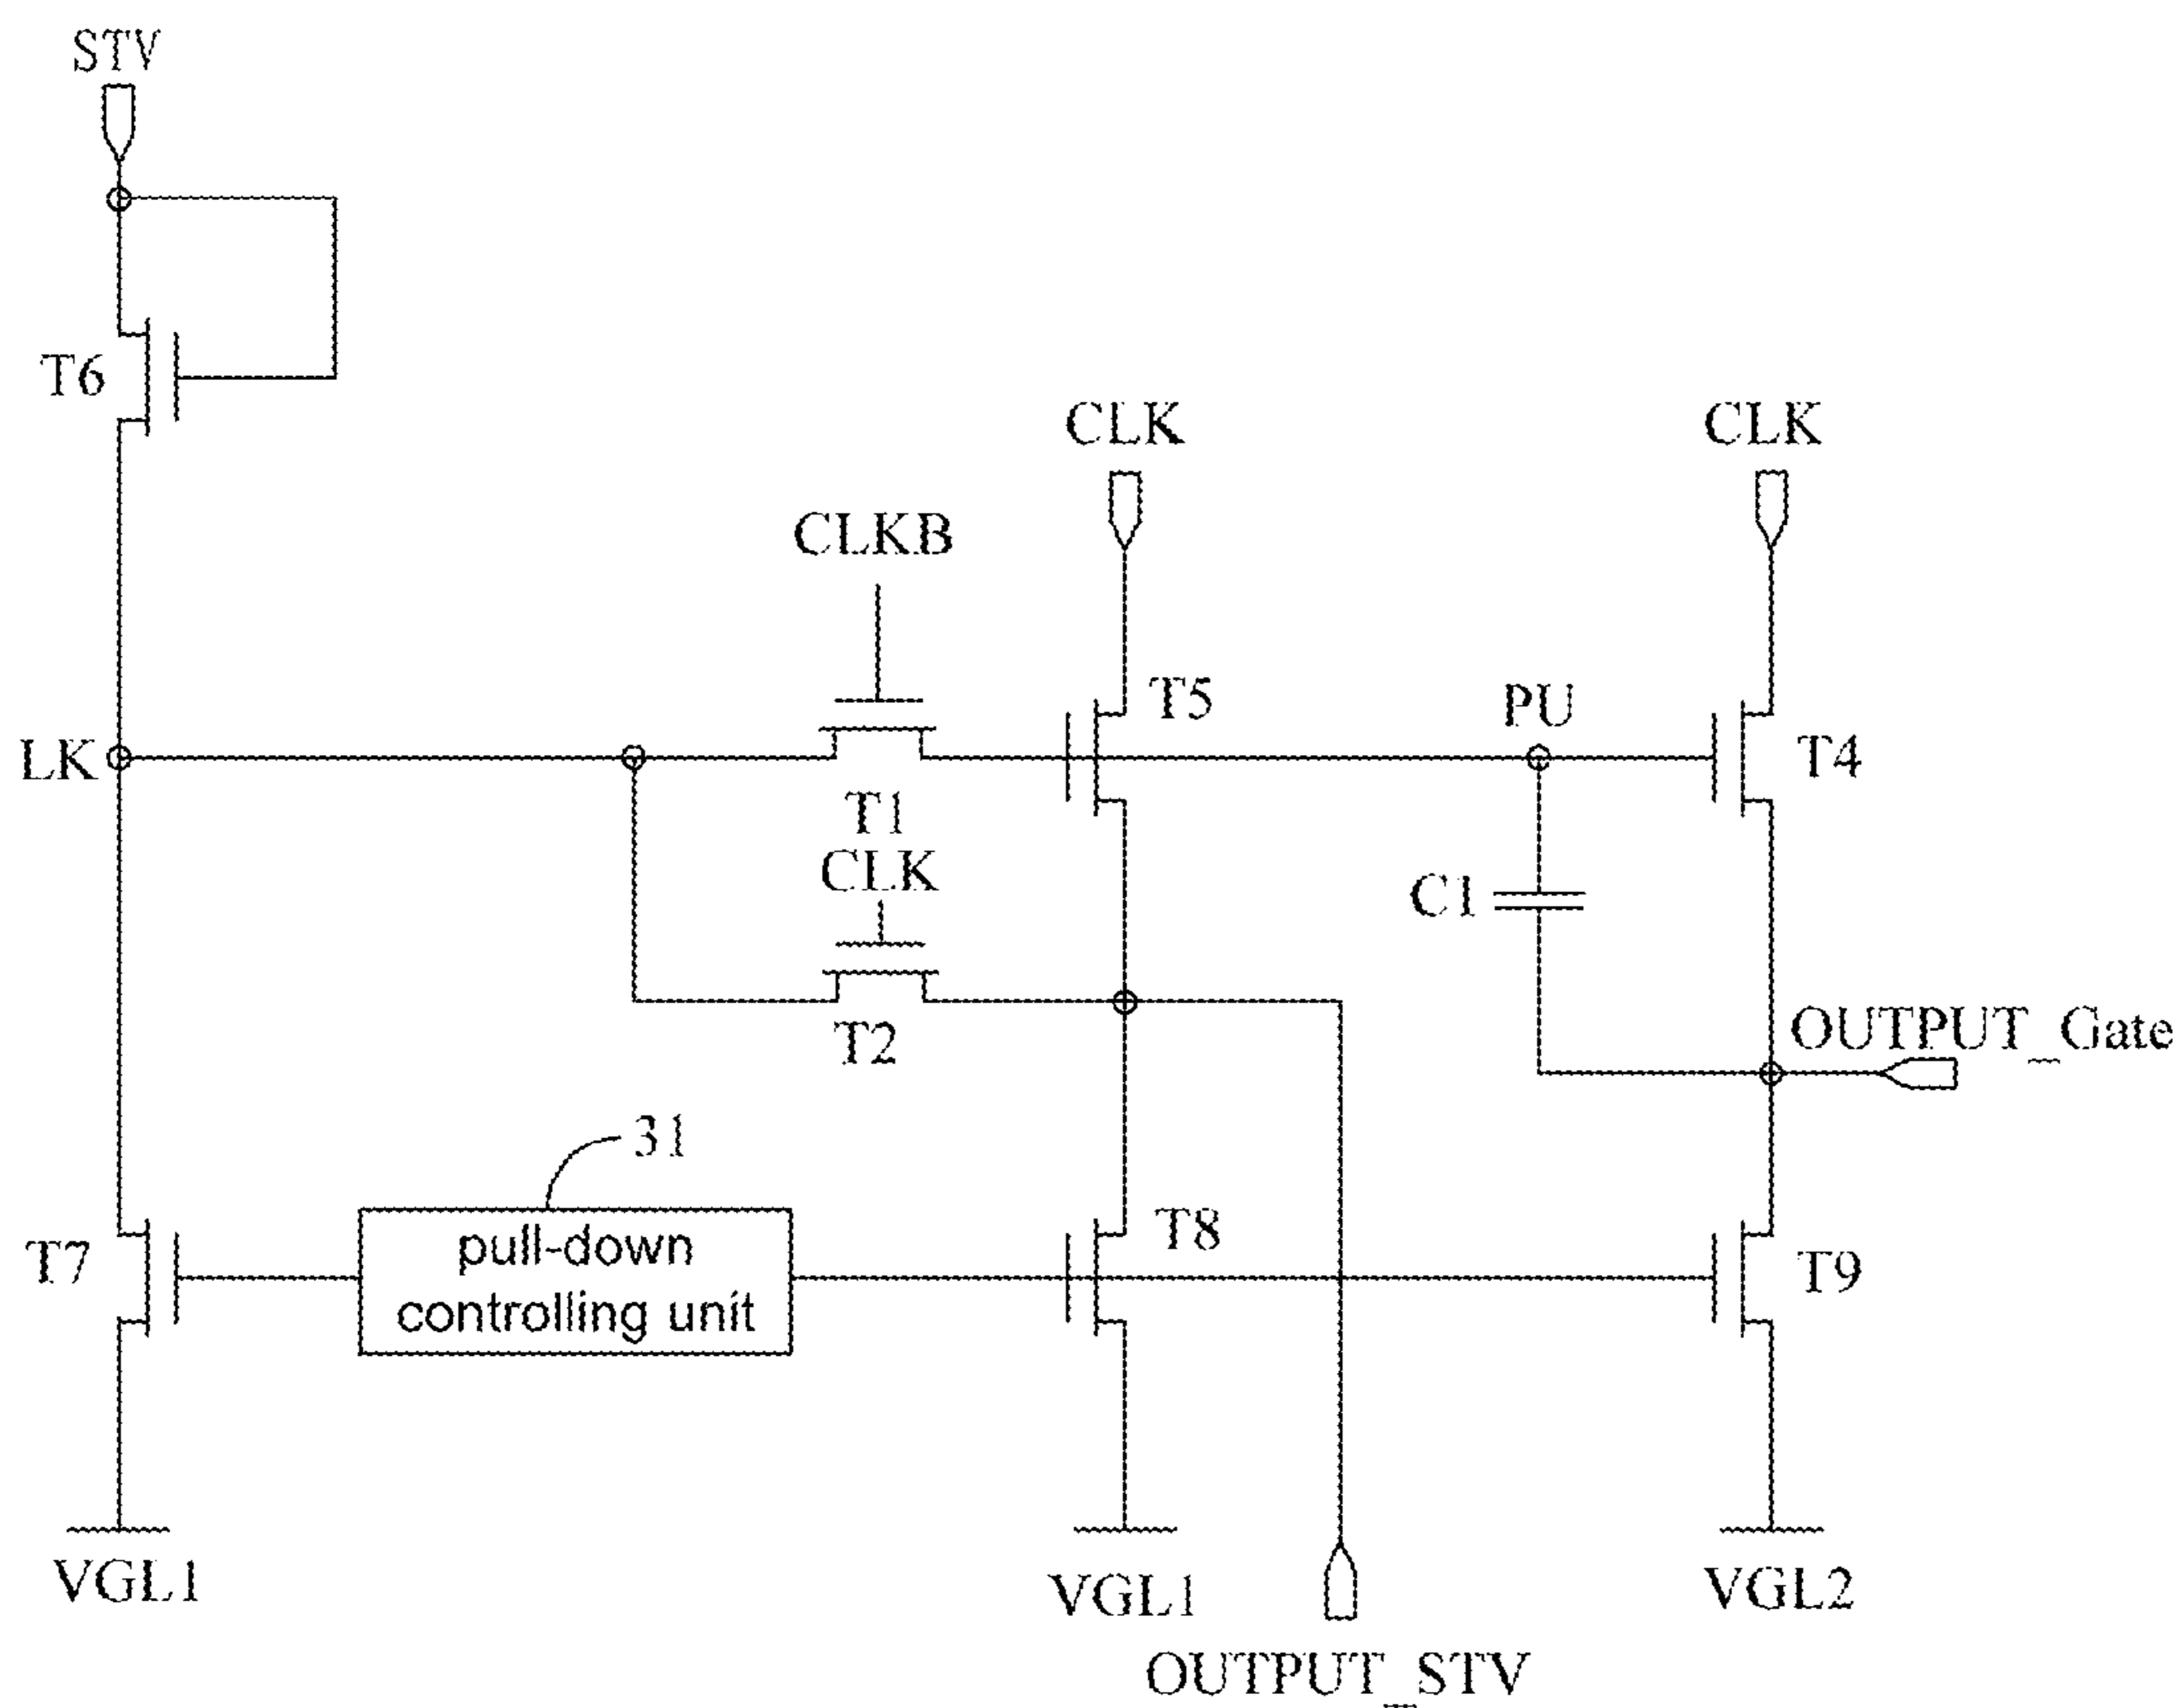 STV
T6
CLK
CLK
CLKB
T5
PU
LK
T4
T1
CLK
C1
T2
OUTPUT_Gate
31
pull-down
controlling unit
T7
T8
T9
VGL1
VGL1
VGL2
OUTPUT_STV